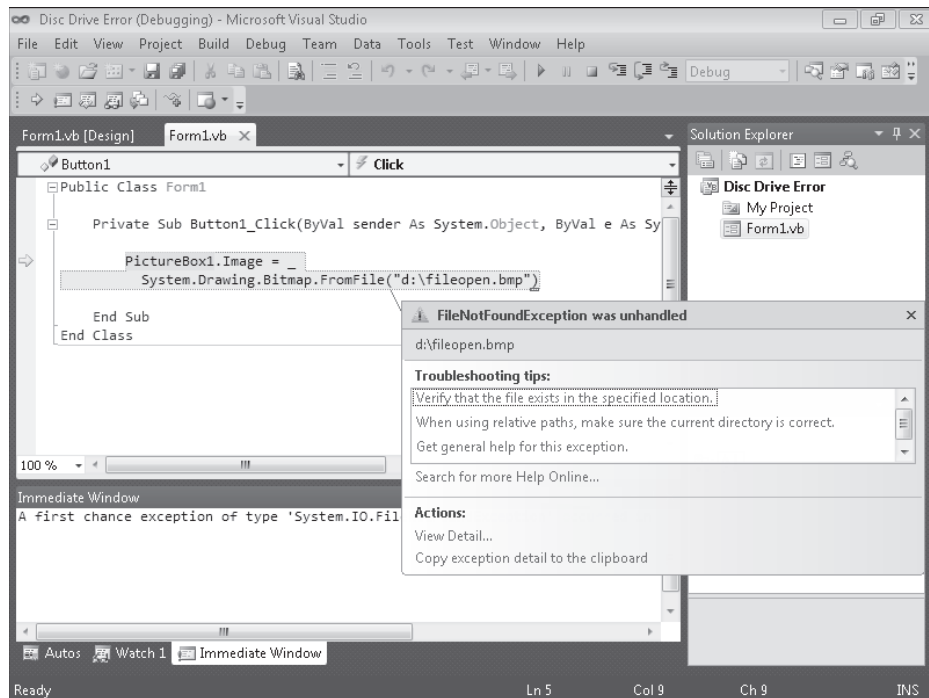 Disc Drive Error (Debugging) - Microsoft Visual Studio
File Edit View Project Build Debug Team Data Tools Test Window Help
Debug
Form1.vb [Design] Form1.vb
Button1 Click
Public Class Form1
Private Sub Button1_Click(ByVal sender As System.Object, ByVal e As Sy
PictureBox1.Image = _
System.Drawing.Bitmap.FromFile("d:\fileopen.bmp")
End Sub
End Class
100 %
Solution Explorer
Disc Drive Error
My Project
Form1.vb
FileNotFoundException was unhandled
d:\fileopen.bmp
Troubleshooting tips:
Verify that the file exists in the specified location.
When using relative paths, make sure the current directory is correct.
Get general help for this exception.
Search for more Help Online...
Actions:
View Detail...
Copy exception detail to the clipboard
Immediate Window
A first chance exception of type 'System.IO.Fil
Autos Watch 1 Immediate Window
Ready Ln 5 Col 9 Ch 9 INS